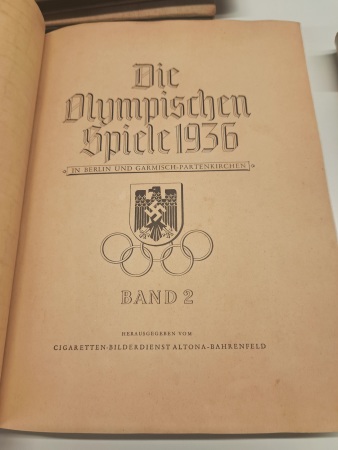 Die
Olympischen
Spiele 1936
IN BERLIN UND GARMISCH-PARTENKIRCHEN
BAND 2
HERAUSGEGEBEN VOM
CIGARETTEN-BILDERDIENST ALTONA-BAHRENFELD